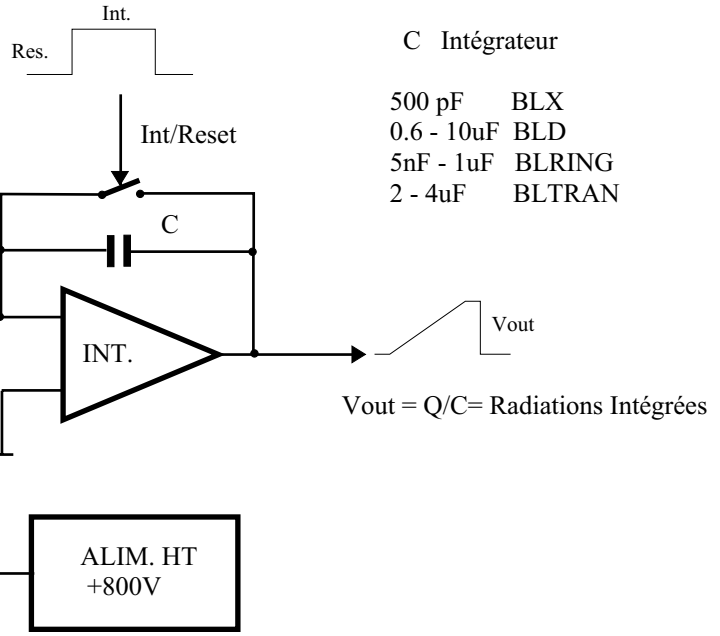 Int.
Res.
C Intégrateur
500 pF BLX
0.6 - 10uF BLD
5nF - 1uF BLRING
2 - 4uF BLTRAN
Int/Reset
C
INT.
Vout
Vout = Q/C= Radiations Intégrées
ALIM. HT
+800V